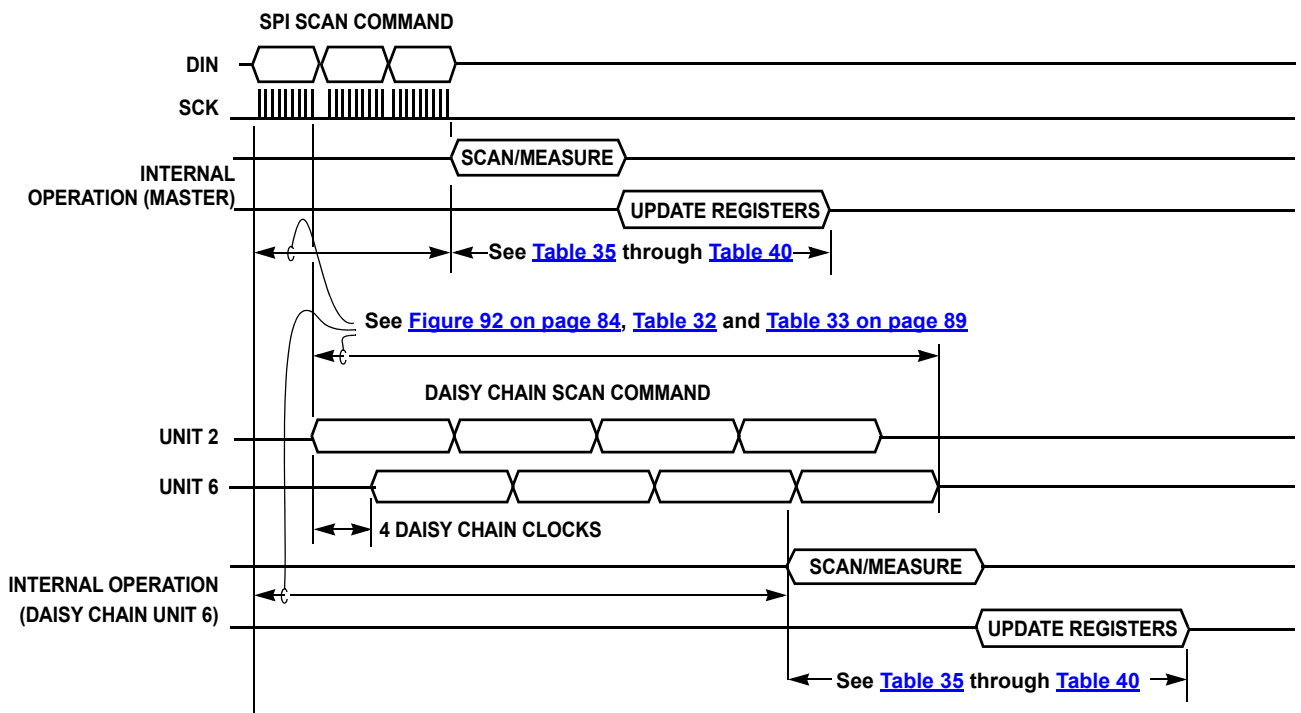 SPI SCAN COMMAND
DIN
SCK
SCAN/MEASURE
INTERNAL
OPERATION (MASTER)
UPDATE REGISTERS
See Table 35 through Table 40
See Figure 92 on page 84, Table 32 and Table 33 on page 89
DAISY CHAIN SCAN COMMAND
UNIT 2
UNIT 6
4 DAISY CHAIN CLOCKS
SCAN/MEASURE
INTERNAL OPERATION
(DAISY CHAIN UNIT 6)
UPDATE REGISTERS
See Table 35 through Table 40